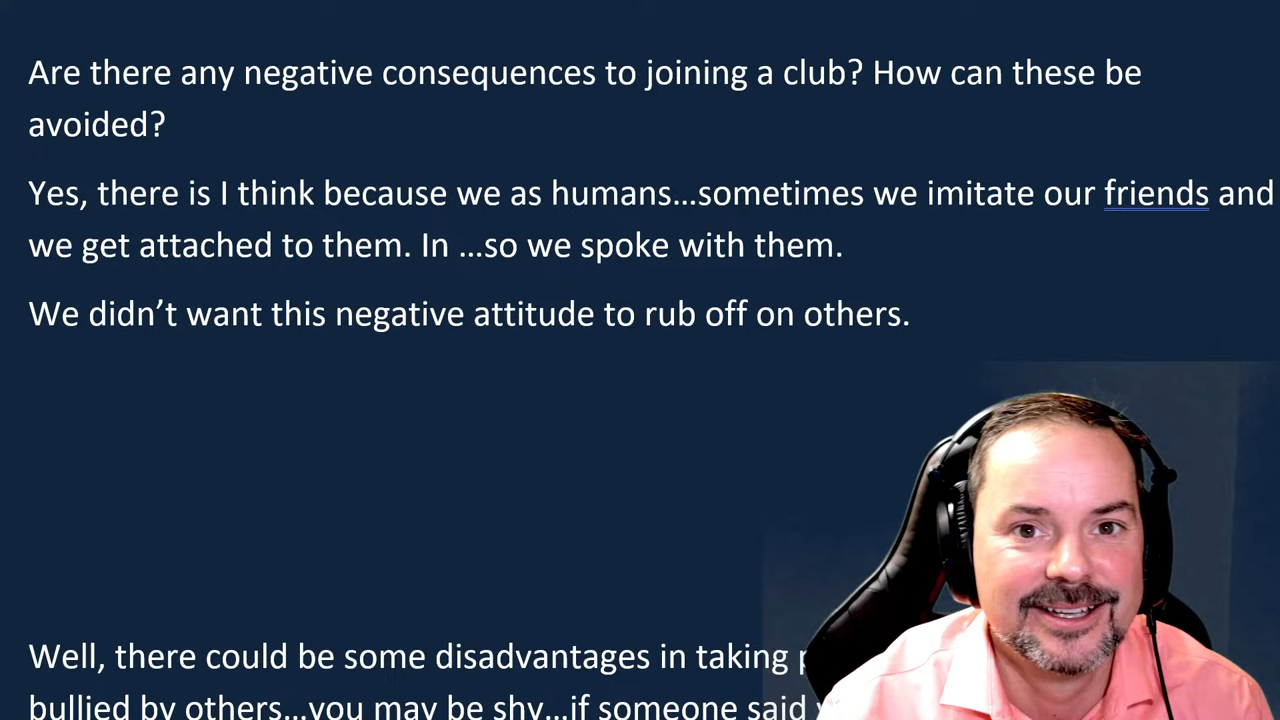 Are there any negative consequences to joining a club? How can these be
avoided?
Yes, there is I think because we as humans…sometimes we imitate our friends and
we get attached to them. In …so we spoke with them.
We didn’t want this negative attitude to rub off on others.
Well, there could be some disadvantages in taking
bullied by others…you may be shy…if someone said